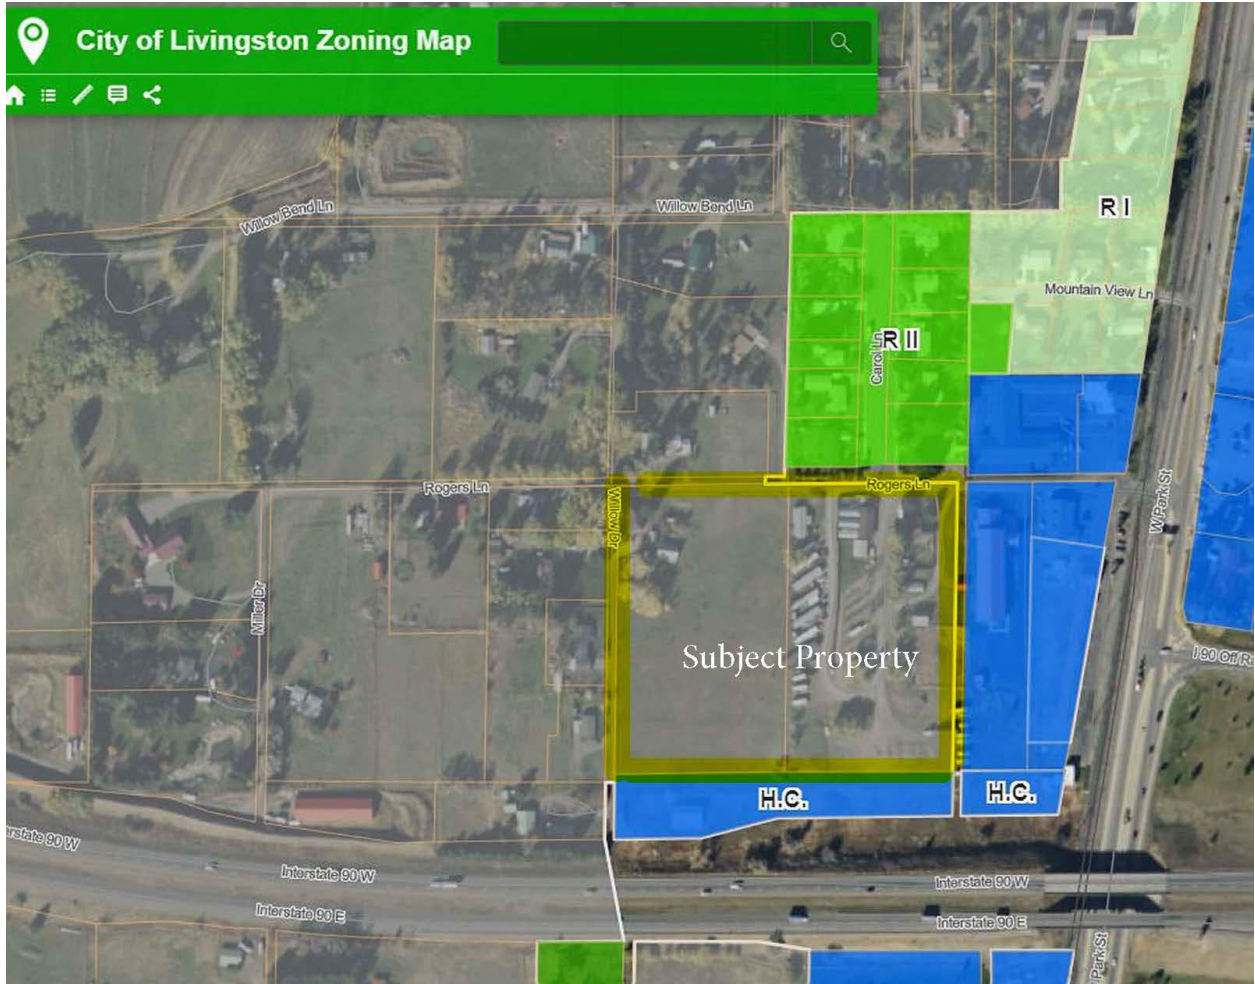 City of Livingston Zoning Map
R I
Willow Bend Ln
Willow Bend Ln
Mountain View Ln
R II
Carol Ln
Rogers Ln
Rogers Ln
W Park St
Willow Dr
Miller Dr
Subject Property
I 90 Off R
H.C.
H.C.
erstate 90 W
Interstate 90 W
Interstate 90 W
Interstate 90 E
Interstate 90 E
Park St